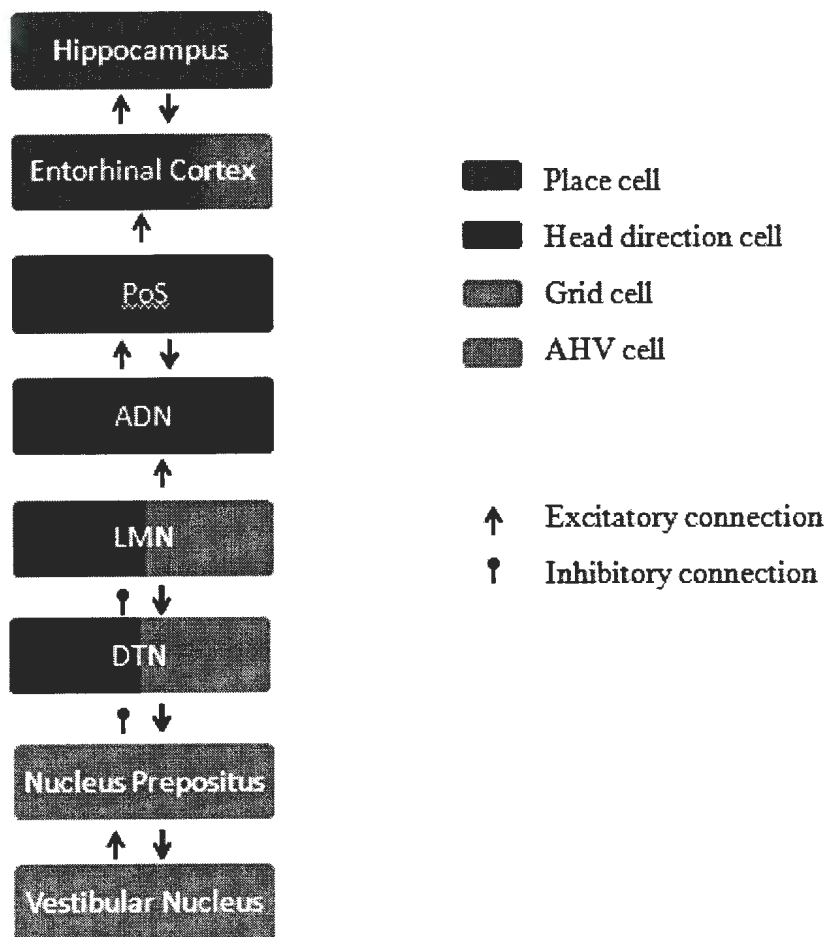 Hippocampus
Entorhinal Cortex
PoS
ADN
LMN
DTN
Nucleus Prepositus
Vestibular Nucleus
Place cell
Head direction cell
Grid cell
AHV cell
Excitatory connection
Inhibitory connection